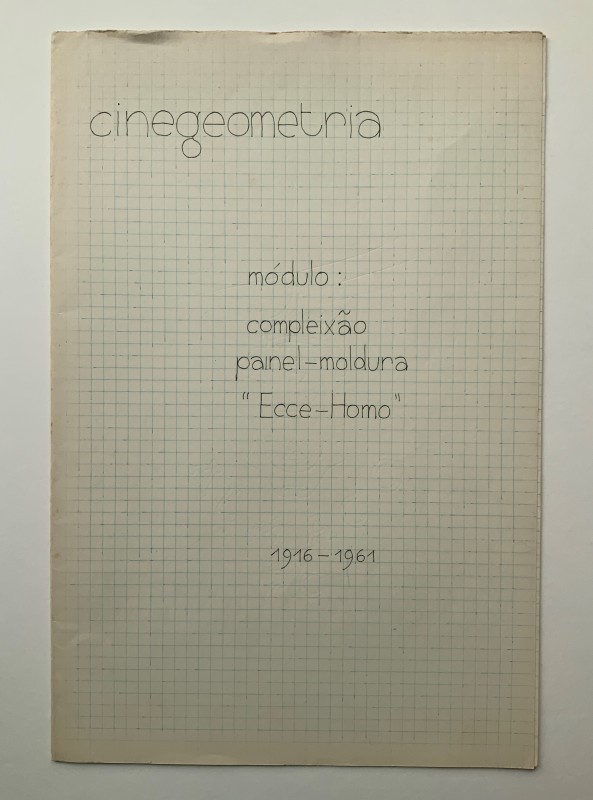 cinegeometria
módulo :
compleixão
painel-moldura
"Ecce-Homo"
1916-1961